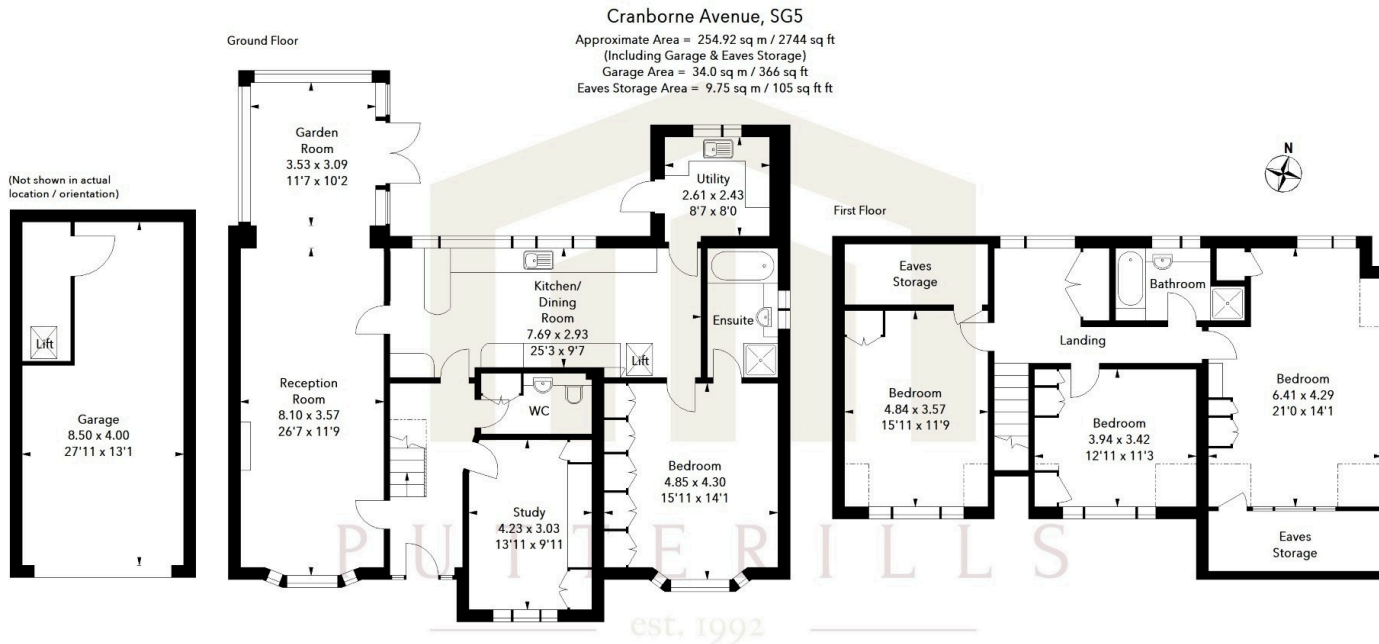 Cranborne Avenue, SG5
Approximate Area = 254.92 sq m / 2744 sq ft
(Including Garage & Eaves Storage)
Garage Area = 34.0 sq m / 366 sq ft
Eaves Storage Area = 9.75 sq m / 105 sq ft ft
Ground Floor
(Not shown in actual
location / orientation)
Lift
Garage
8.50 x 4.00
27'11 x 13'1
Garden
Room
3.53 x 3.09
11'7 x 10'2
Reception
Room
8.10 x 3.57
26'7 x 11'9
Kitchen/
Dining
Room
7.69 x 2.93
25'3 x 9'7
Lift
Utility
2.61 x 2.43
8'7 x 8'0
Ensuite
WC
Study
4.23 x 3.03
13'11 x 9'11
Bedroom
4.85 x 4.30
15'11 x 14'1
First Floor
N
Eaves
Storage
Bathroom
Landing
Bedroom
4.84 x 3.57
15'11 x 11'9
Bedroom
3.94 x 3.42
12'11 x 11'3
Bedroom
6.41 x 4.29
21'0 x 14'1
Eaves
Storage
PUTTERILLS
est. 1992